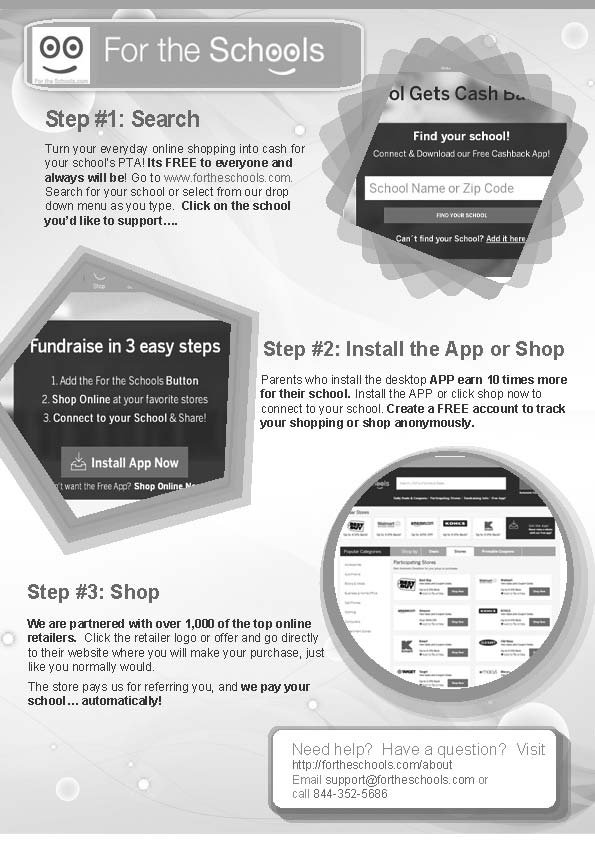 For the Schools
For the Schools.com
Step #1: Search
Turn your everyday online shopping into cash for
your school's PTA! Its FREE to everyone and
always will be! Go to www.fortheschools.com.
Search for your school or select from our drop
down menu as you type. Click on the school
you'd like to support….
ol Gets Cash Ba
Find your school!
Connect & Download our Free Cashback App!
School Name or Zip Code
FIND YOUR SCHOOL
Can´t find your School? Add it here
Shop
Fundraise in 3 easy steps
1. Add the For the Schools Button
2. Shop Online at your favorite stores
3. Connect to your School & Share!
Install App Now
't want the Free App? Shop Online No
Step #2: Install the App or Shop
Parents who install the desktop APP earn 10 times more
for their school. Install the APP or click shop now to
connect to your school. Create a FREE account to track
your shopping or shop anonymously.
Popular Categories
Shop by
Deals
Stores
Printable Coupons
Participating Stores
Step #3: Shop
We are partnered with over 1,000 of the top online
retailers. Click the retailer logo or offer and go directly
to their website where you will make your purchase, just
like you normally would.
The store pays us for referring you, and we pay your
school… automatically!
Need help? Have a question? Visit
http://fortheschools.com/about
Email support@fortheschools.com or
call 844-352-5686